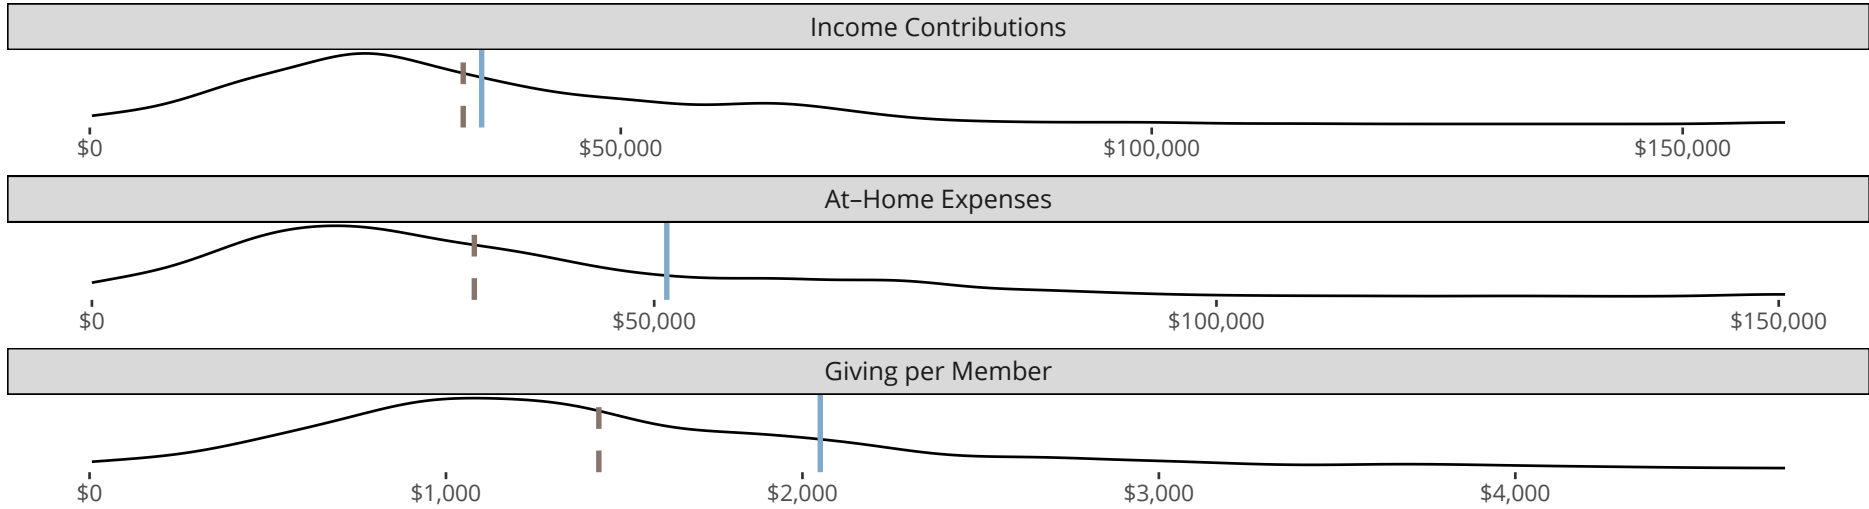 Income Contributions
$0 $50,000 $100,000 $150,000
At–Home Expenses
$0 $50,000 $100,000 $150,000
Giving per Member
$0 $1,000 $2,000 $3,000 $4,000